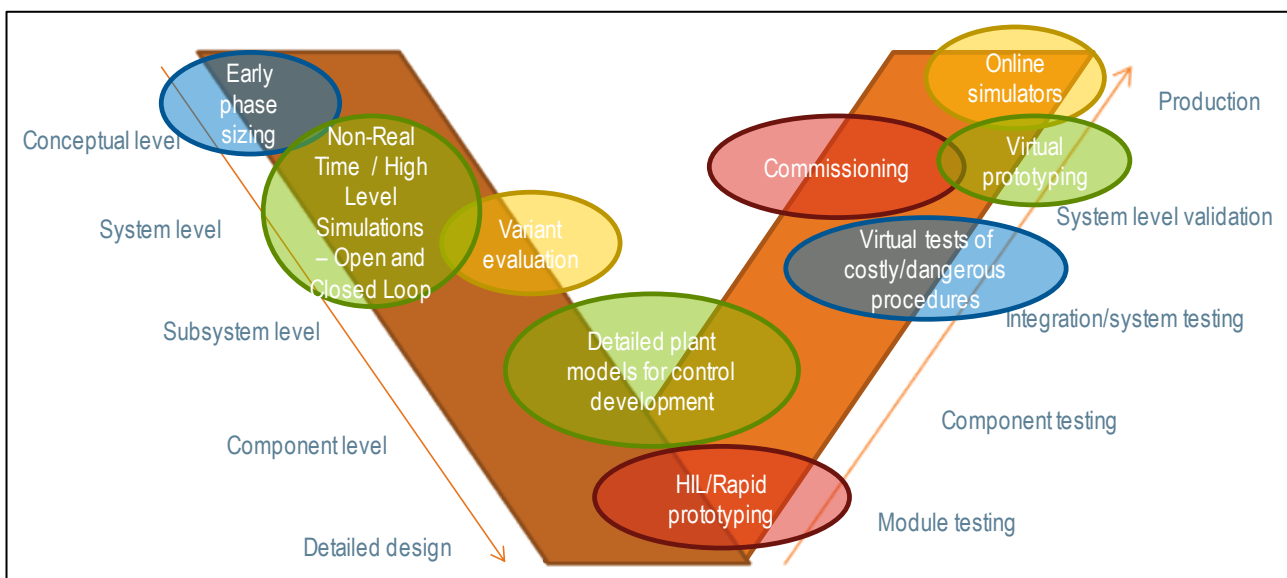 Early
phase
sizing
Conceptual level
Non-Real
Time / High
Level
Simulations
– Open and
Closed Loop
System level
Variant
evaluation
Subsystem level
Detailed plant
models for control
development
Component level
HIL/Rapid
prototyping
Detailed design
Online
simulators
Production
Commissioning
Virtual
prototyping
System level validation
Virtual tests of
costly/dangerous
procedures
Integration/system testing
Component testing
Module testing